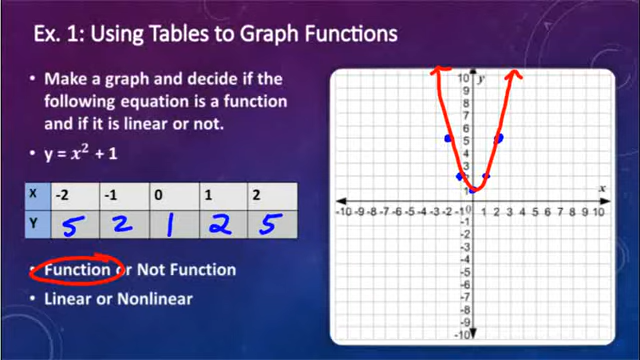 Ex. 1: Using Tables to Graph Functions
• Make a graph and decide if the
following equation is a function
and if it is linear or not.
• y = x² + 1
X -2 -1 0 1 2
Y 5 2 1 2 5
• Function or Not Function
• Linear or Nonlinear
y
10
9
8
7
6
5
4
3
2
1
x
-10 -9 -8 -7 -6 -5 -4 -3 -2 -1 0 1 2 3 4 5 6 7 8 9 10
-1
-2
-3
-4
-5
-6
-7
-8
-9
-10